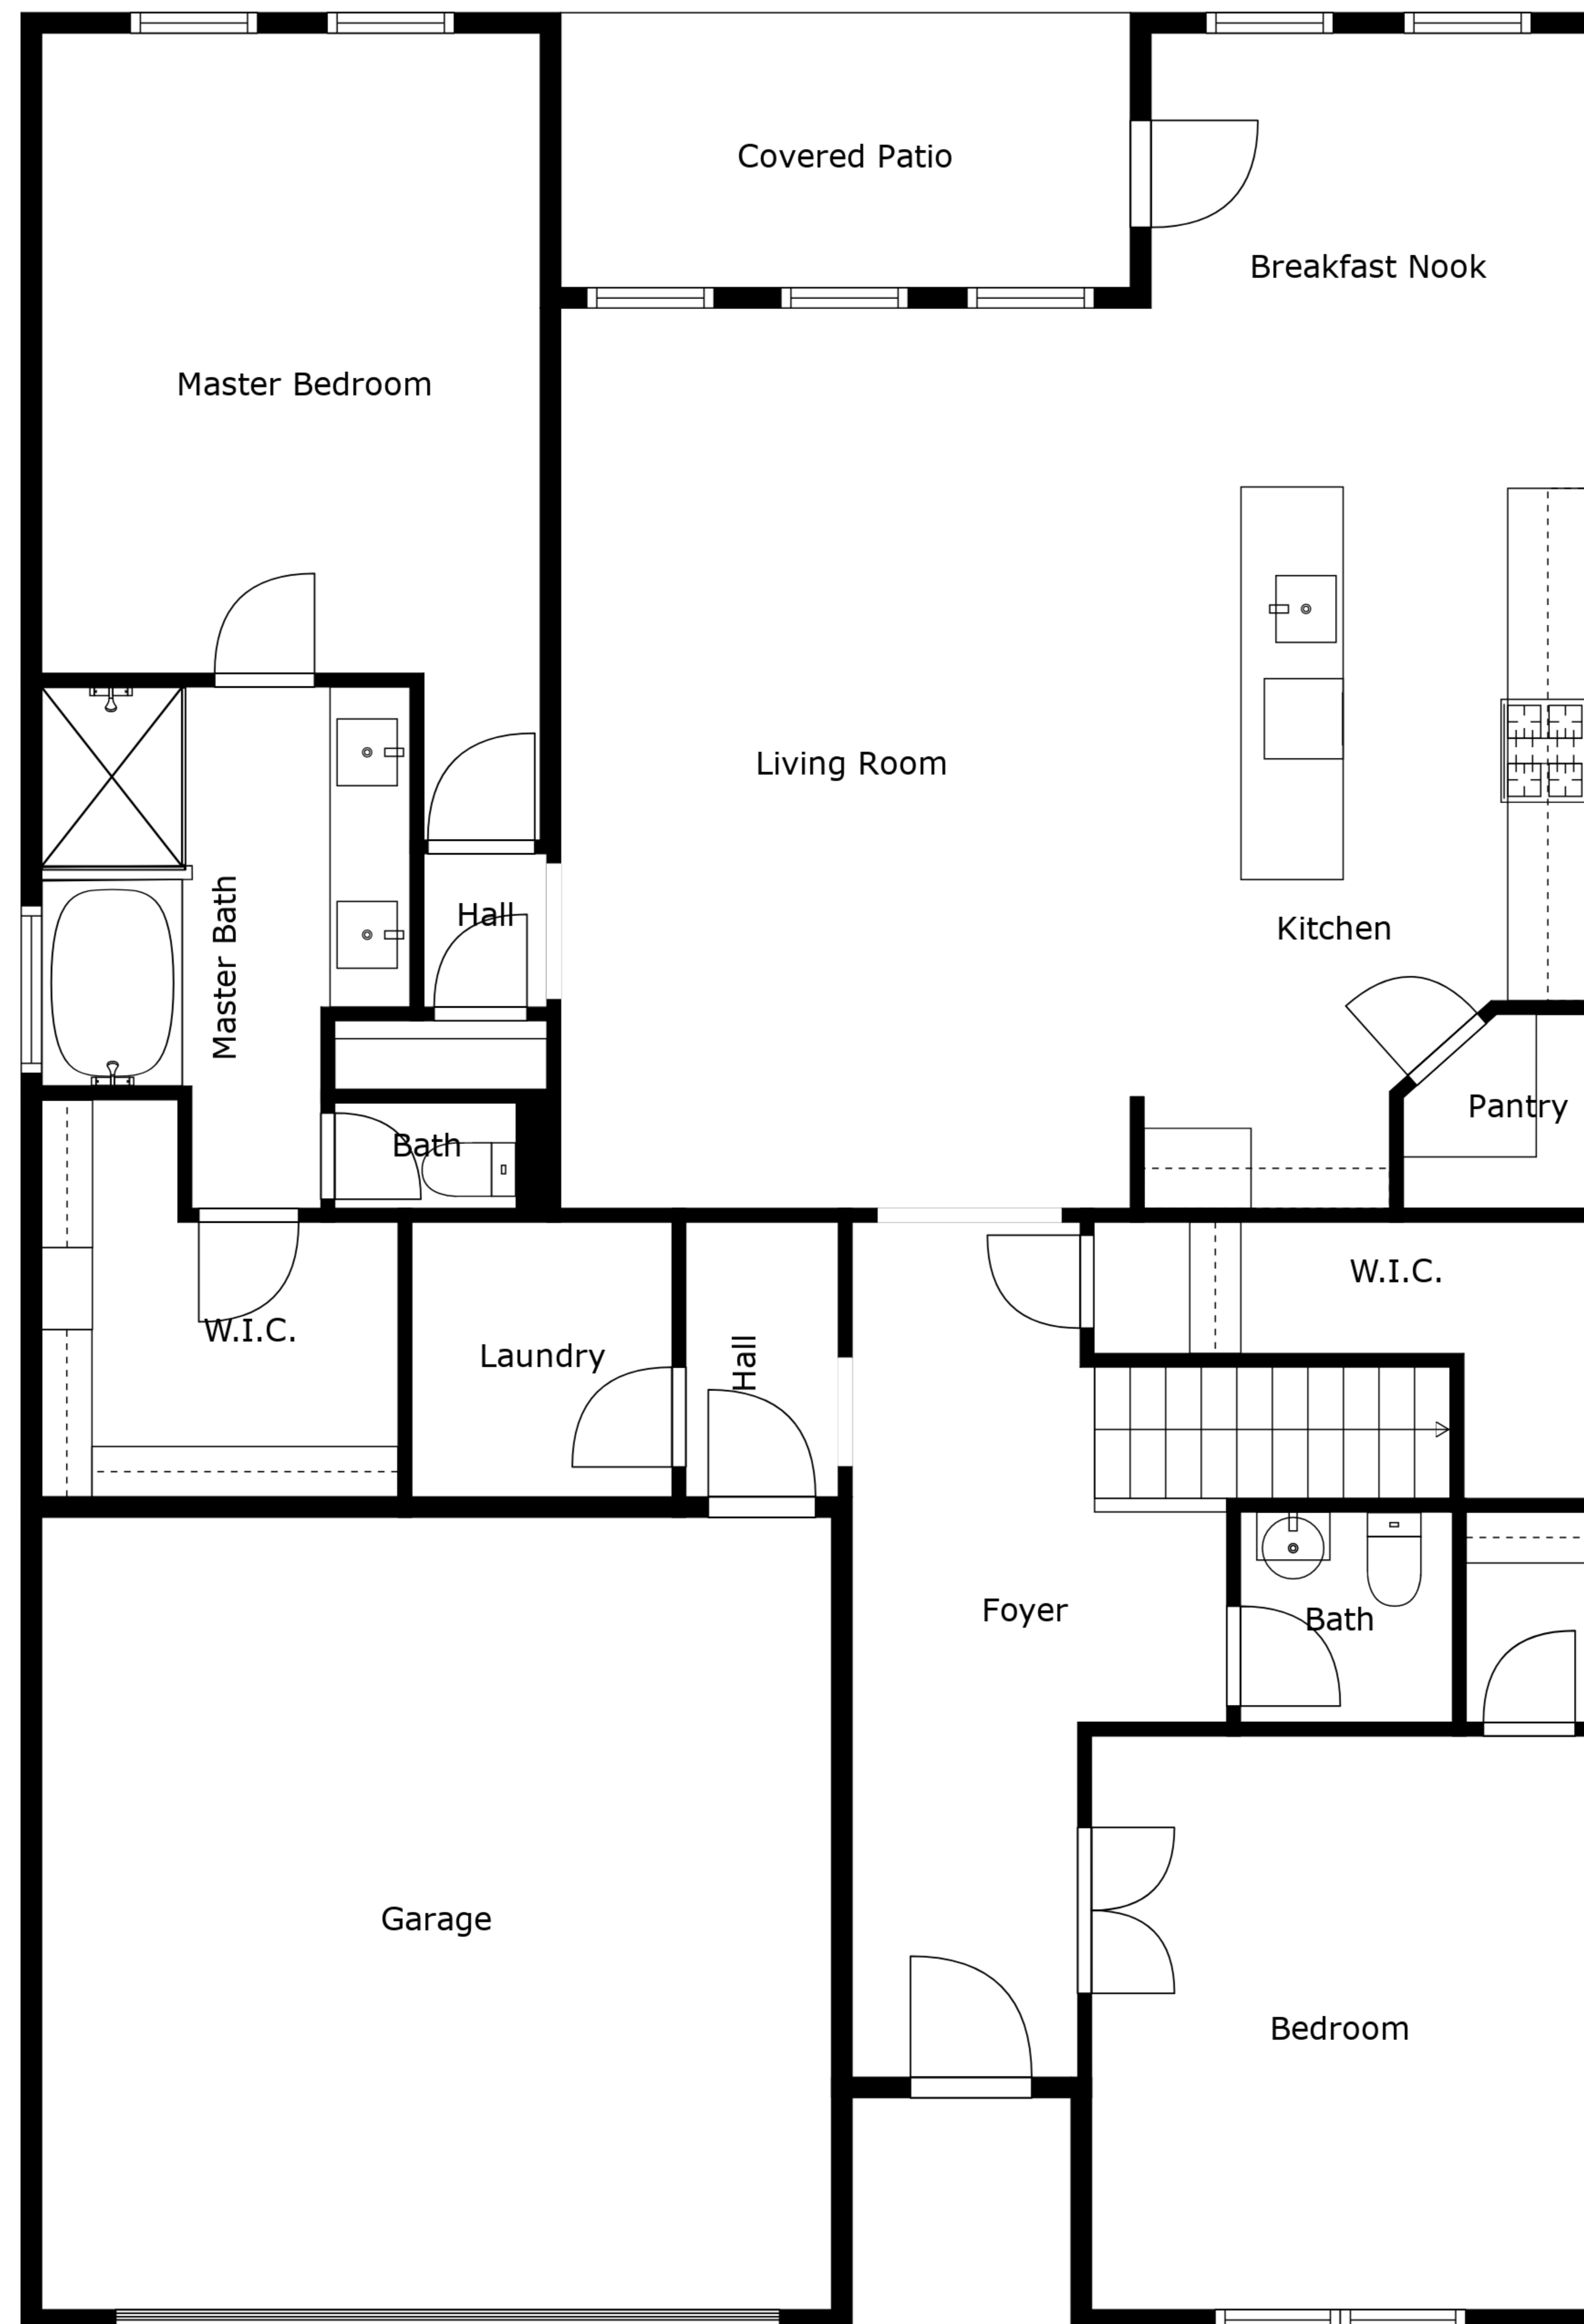 Covered Patio
Breakfast Nook
Master Bedroom
Living Room
Master Bath
Hall
Kitchen
Bath
Pantry
W.I.C.
W.I.C.
Laundry
Hall
Foyer
Bath
Garage
Bedroom